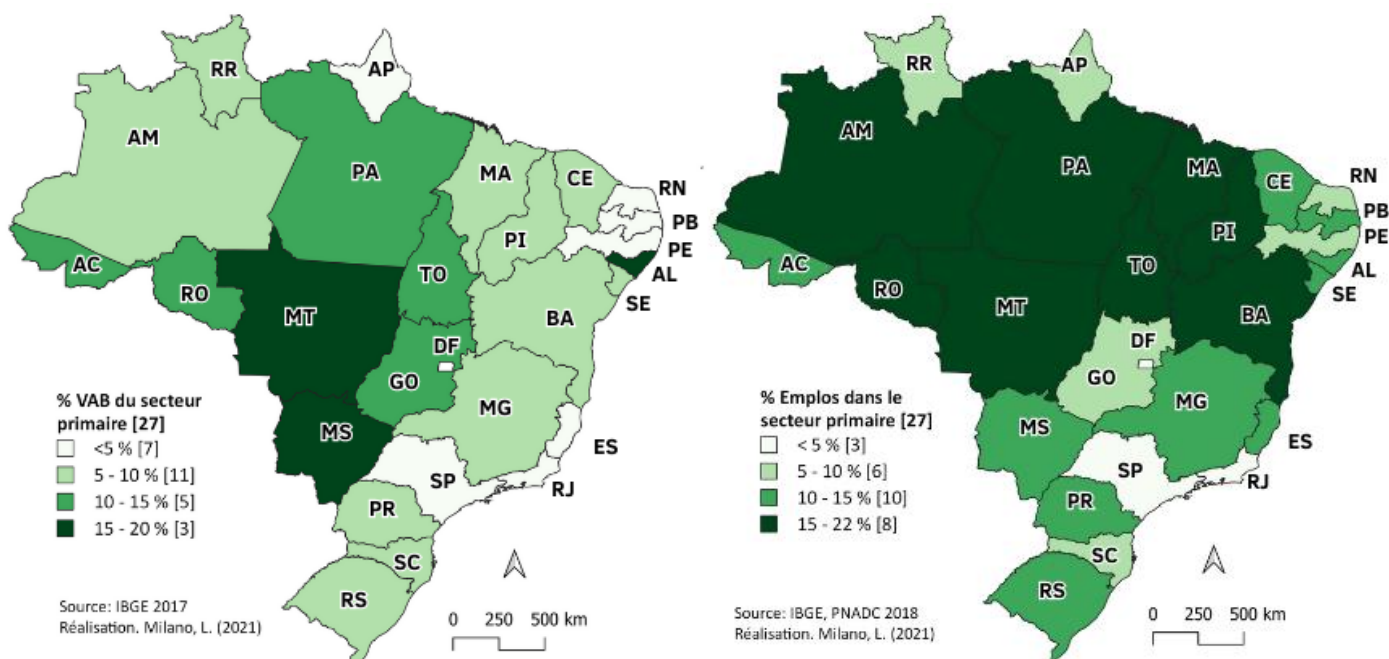 RR
AP
AM
PA
MA
CE
RN
PB
PE
AL
SE
PI
AC
RO
TO
MT
BA
DF
GO
MG
MS
ES
SP
RJ
PR
SC
RS
% VAB du secteur
primaire [27]
<5 % [7]
5 - 10 % [11]
10 - 15 % [5]
15 - 20 % [3]
Source: IBGE 2017
Réalisation. Milano, L. (2021)
0 250 500 km
RR
AP
AM
PA
MA
CE
RN
PB
PE
AL
SE
PI
AC
RO
TO
MT
BA
DF
GO
MG
MS
ES
SP
RJ
PR
SC
RS
% Emplos dans le
secteur primaire [27]
< 5 % [3]
5 - 10 % [6]
10 - 15 % [10]
15 - 22 % [8]
Source: IBGE, PNADC 2018
Réalisation. Milano, L. (2021)
0 250 500 km